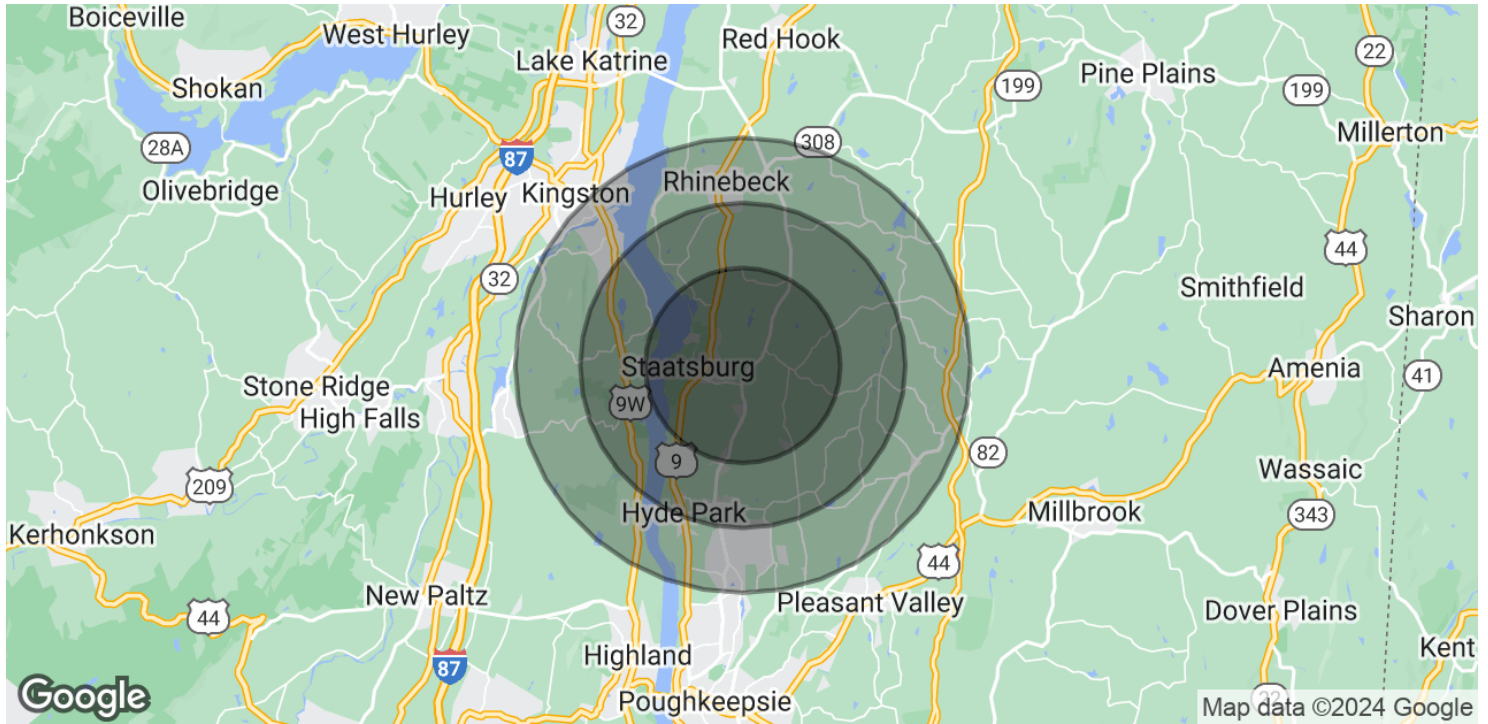 Boiceville
West Hurley
32
Red Hook
22
Lake Katrine
Pine Plains
Shokan
199
199
28A
308
Millerton
87
Olivebridge
Rhinebeck
Hurley
Kingston
44
32
Smithfield
Sharon
Staatsburg
Amenia
41
Stone Ridge
9W
High Falls
82
9
Wassaic
209
Hyde Park
Millbrook
343
Kerhonkson
44
New Paltz
Pleasant Valley
44
Dover Plains
Highland
Kent
87
Google
Poughkeepsie
22
Map data ©2024 Google